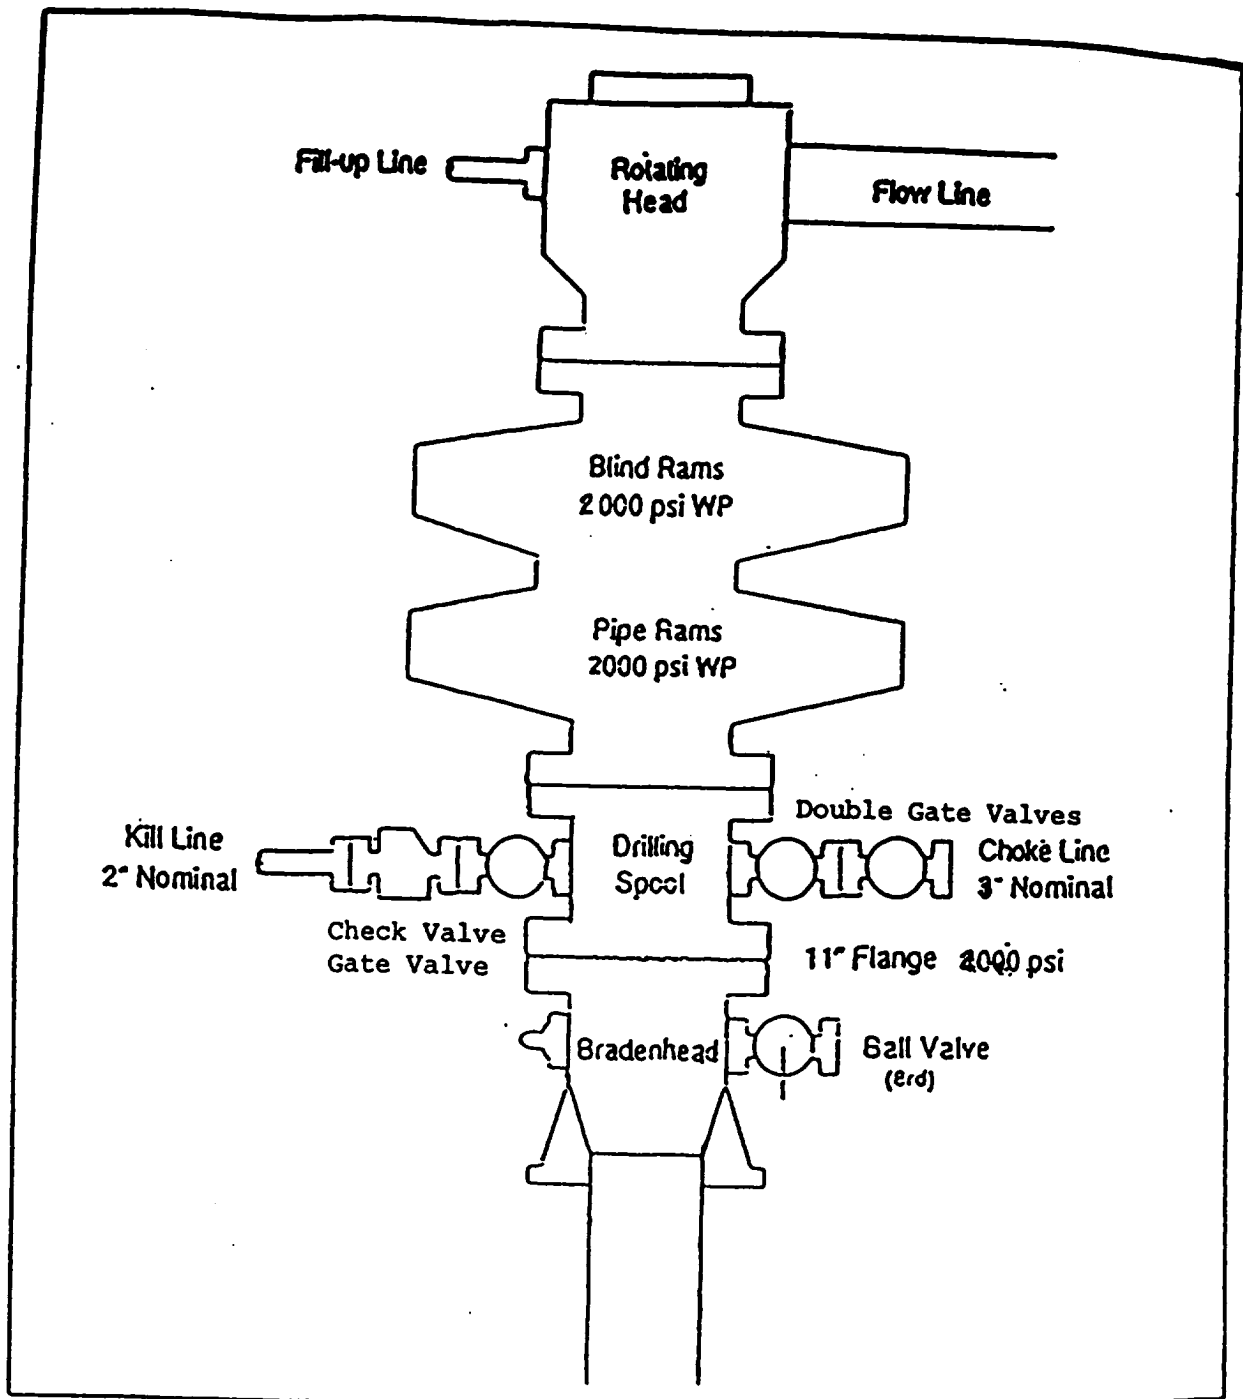 Fill-up Line
Rotating
Head
Flow Line
Blind Rams
2000 psi WP
Pipe Rams
2000 psi WP
Double Gate Valves
Kill Line
2" Nominal
Drilling
Spool
Choke Line
3" Nominal
Check Valve
Gate Valve
11" Flange 2000 psi
Bradenhead
Ball Valve